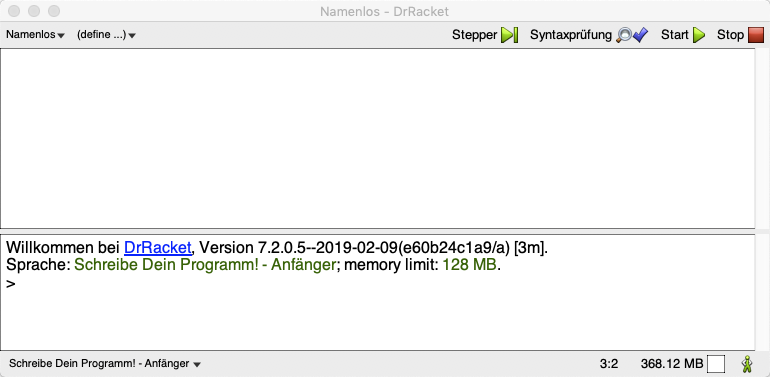 Namenlos - DrRacket
Namenlos (define ...) Stepper Syntaxprüfung Start Stop
Willkommen bei DrRacket, Version 7.2.0.5--2019-02-09(e60b24c1a9/a) [3m].
Sprache: Schreibe Dein Programm! - Anfänger; memory limit: 128 MB.
>
Schreibe Dein Programm! - Anfänger 3:2 368.12 MB